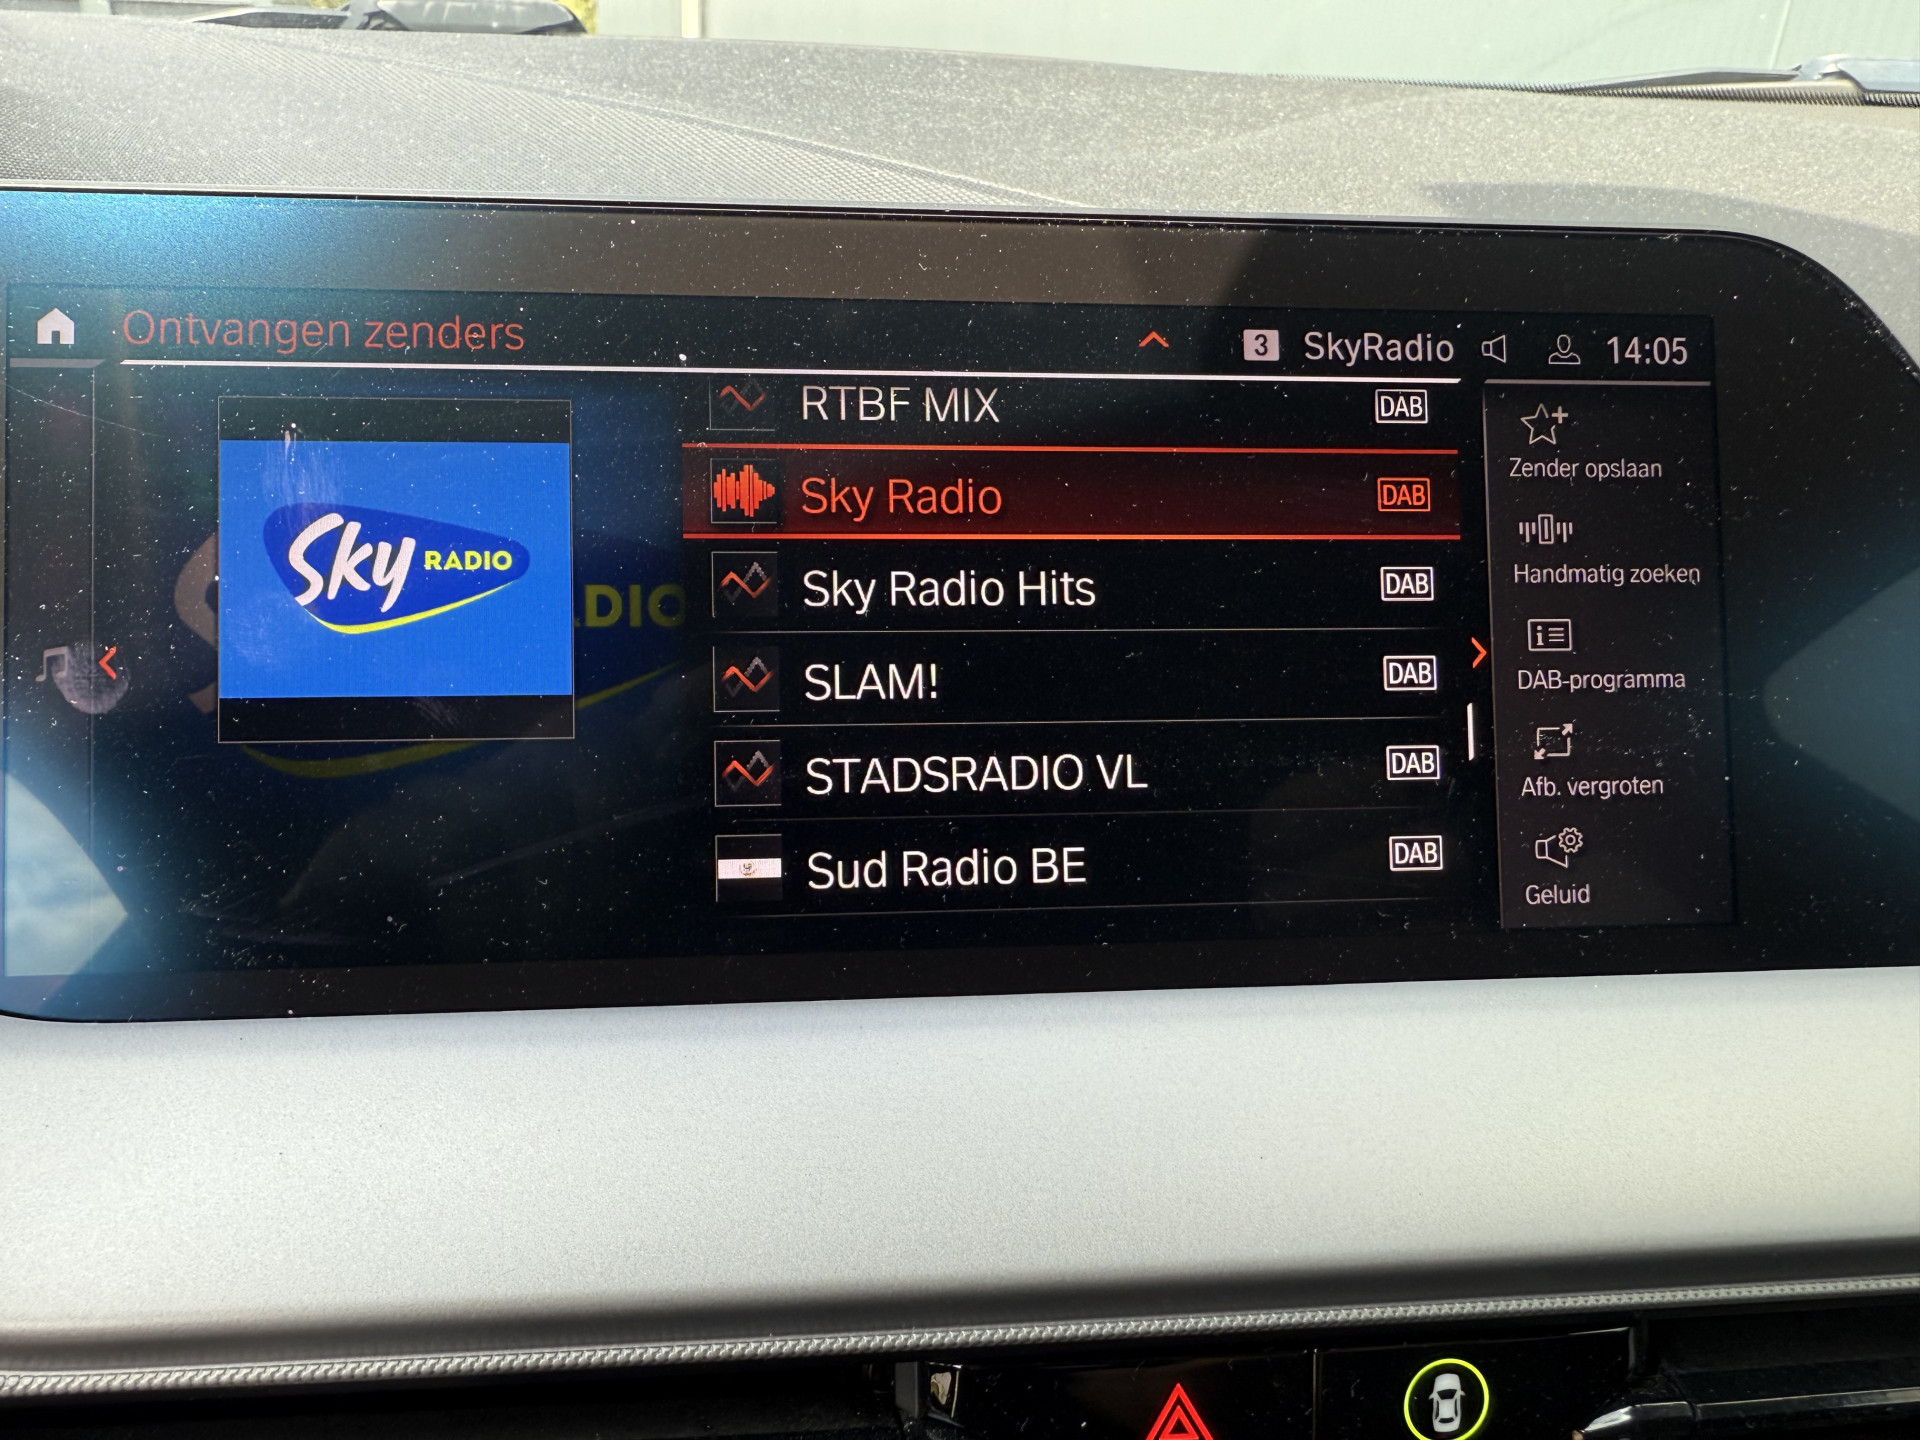 Ontvangen zenders
3 SkyRadio 14:05
Sky RADIO
DIO
RTBF MIX DAB
Sky Radio DAB
Sky Radio Hits DAB
SLAM! DAB
STADSRADIO VL DAB
Sud Radio BE DAB
Zender opslaan
Handmatig zoeken
DAB-programma
Afb. vergroten
Geluid